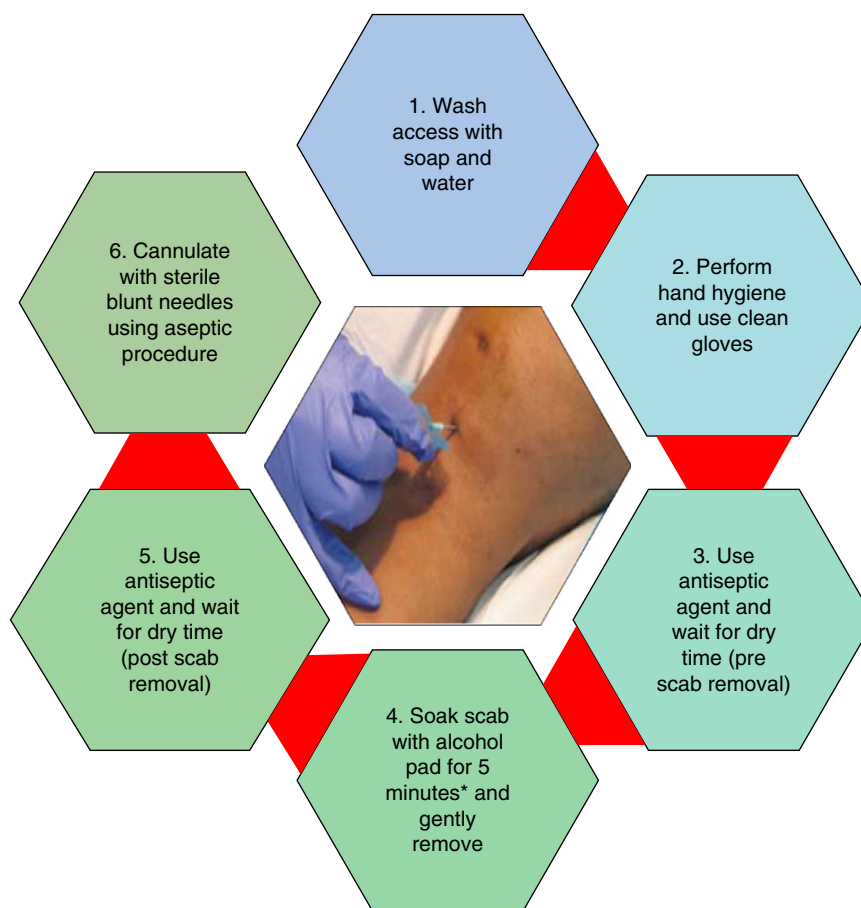 1. Wash
access with
soap and
water
2. Perform
hand hygiene
and use clean
gloves
3. Use
antiseptic
agent and
wait for dry
time (pre
scab removal)
4. Soak scab
with alcohol
pad for 5
minutes* and
gently
remove
5. Use
antiseptic
agent and wait
for dry time
(post scab
removal)
6. Cannulate
with sterile
blunt needles
using aseptic
procedure